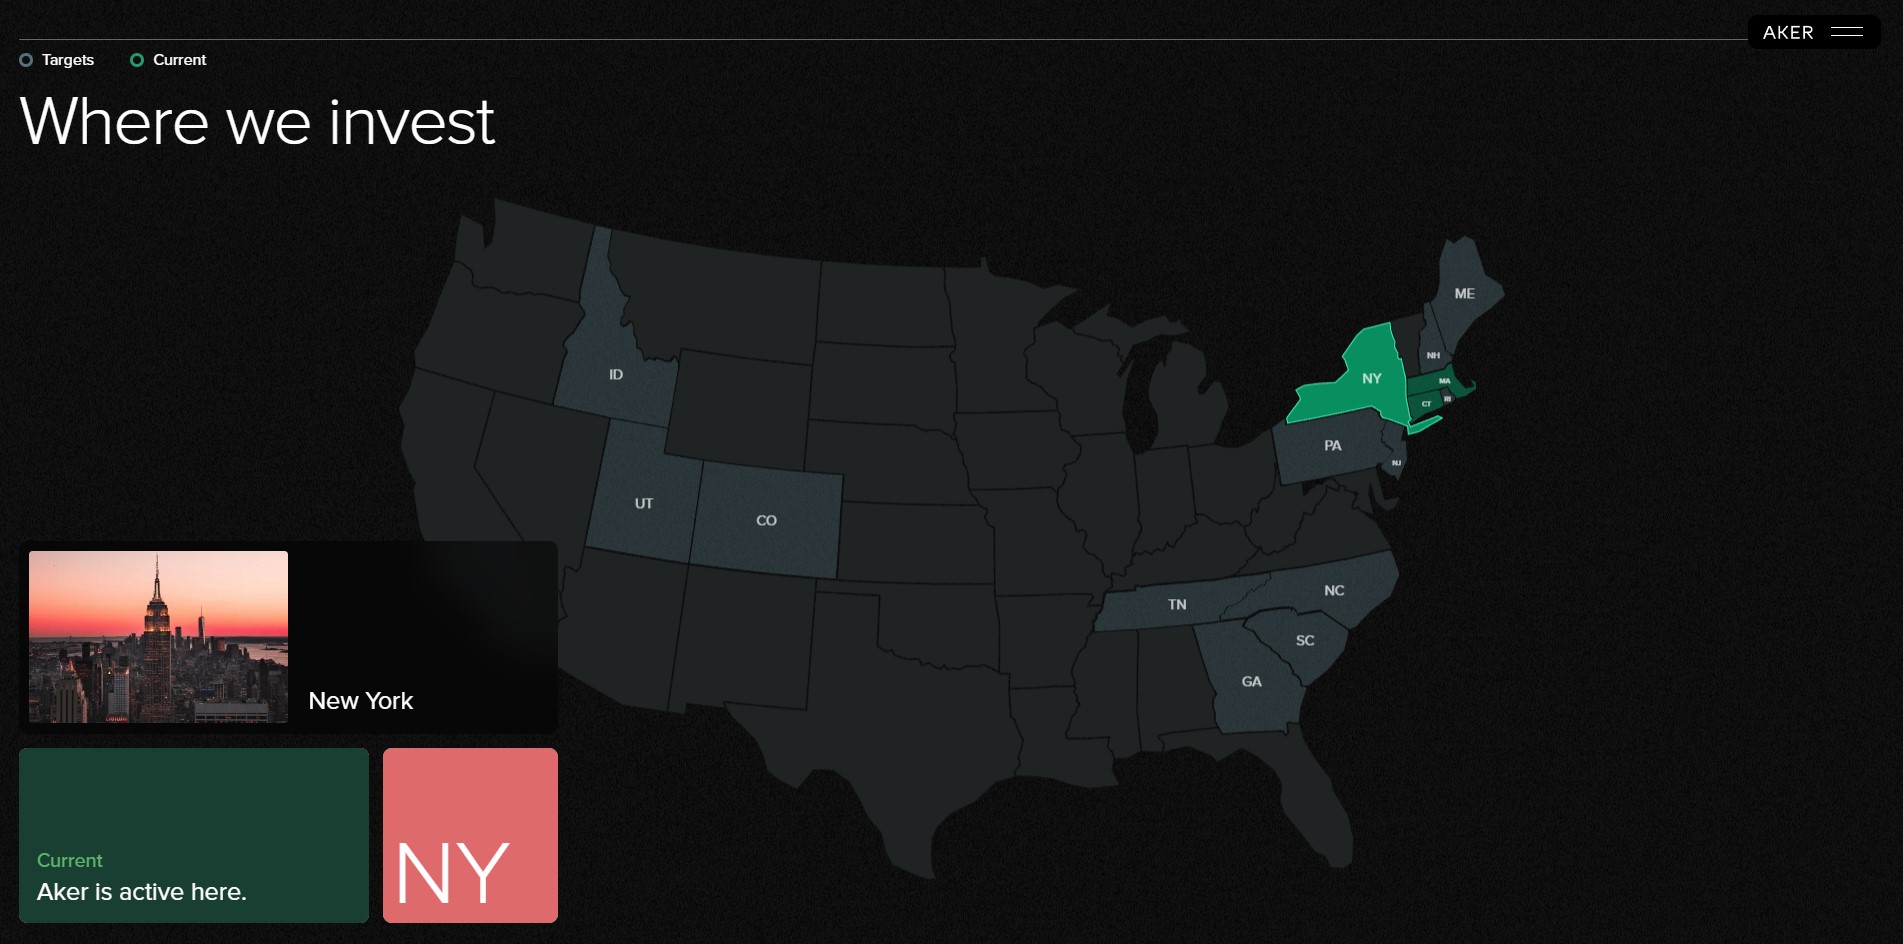 AKER
Targets
Current
Where we invest
ME
NH
NY
MA
CT
RI
PA
NJ
ID
UT
CO
TN
NC
SC
GA
New York
Current
Aker is active here.
NY